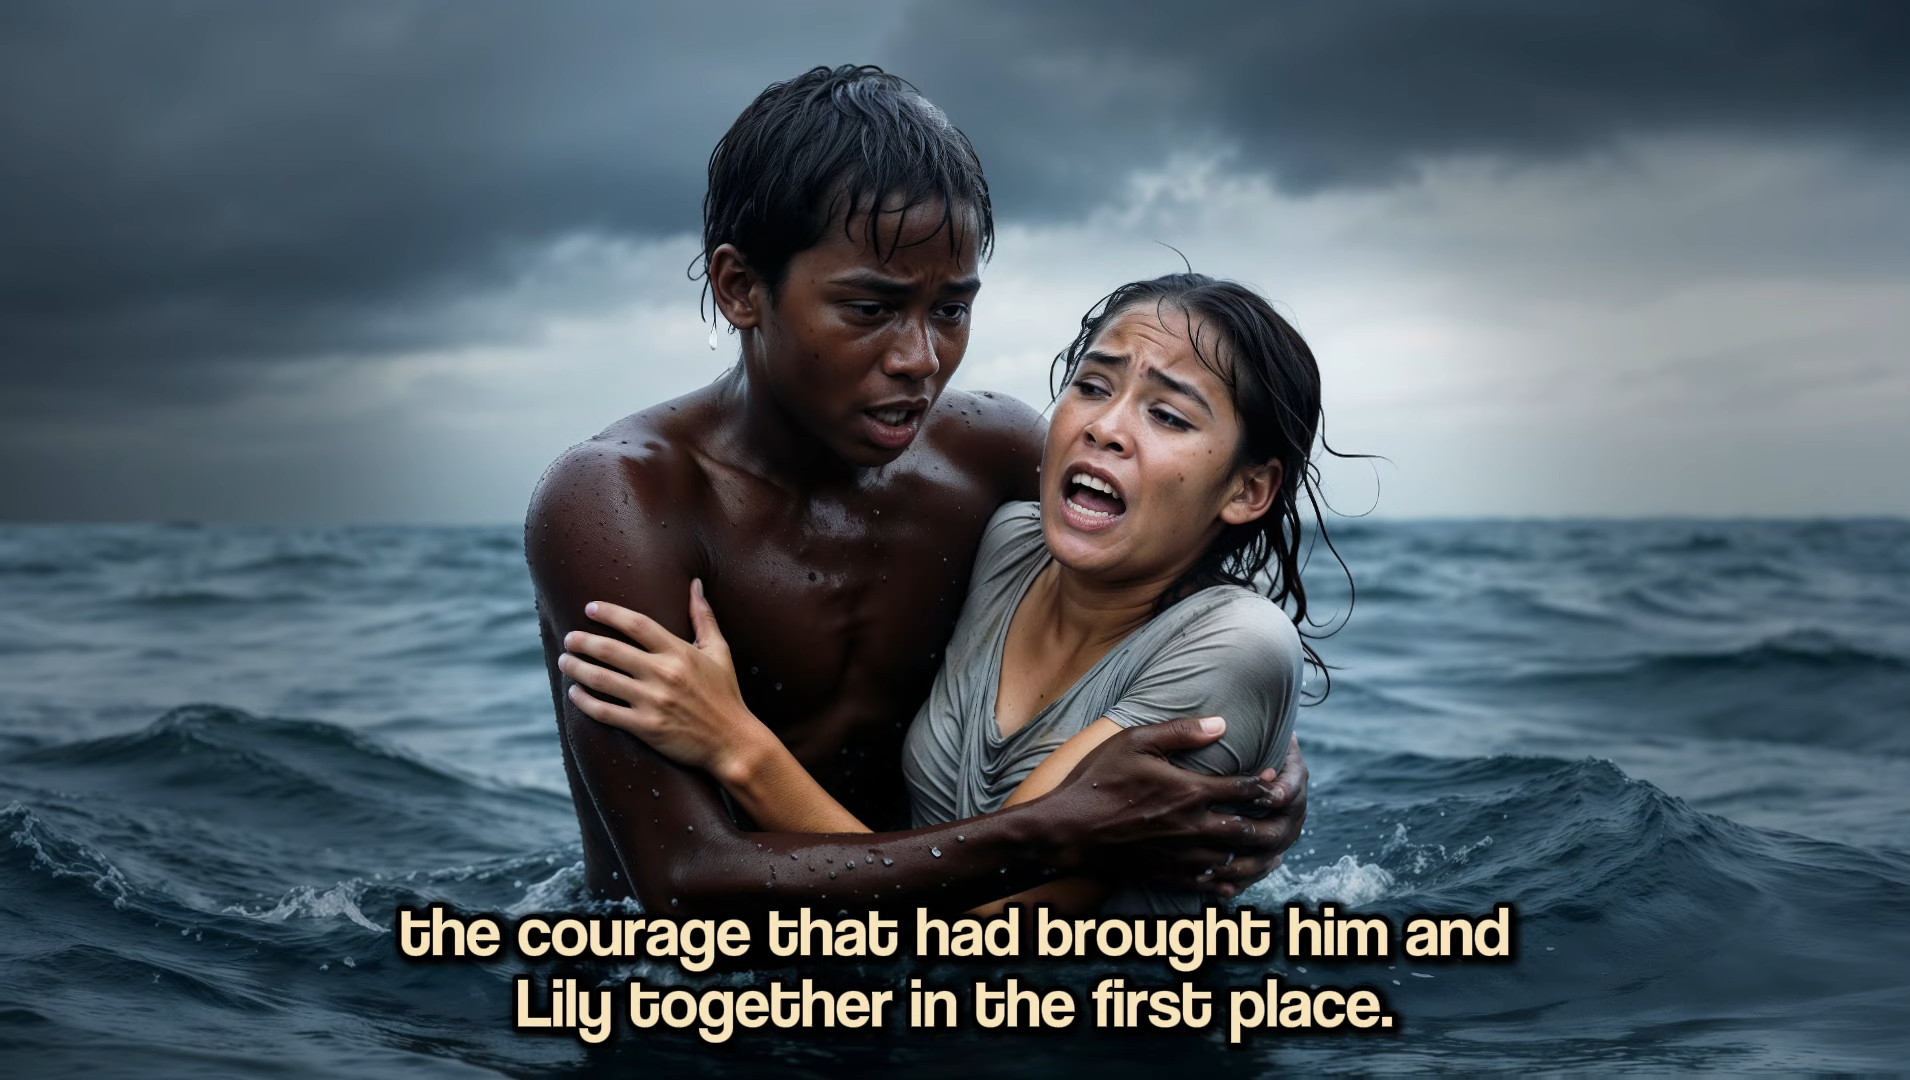 the courage that had brought him and
Lily together in the first place.